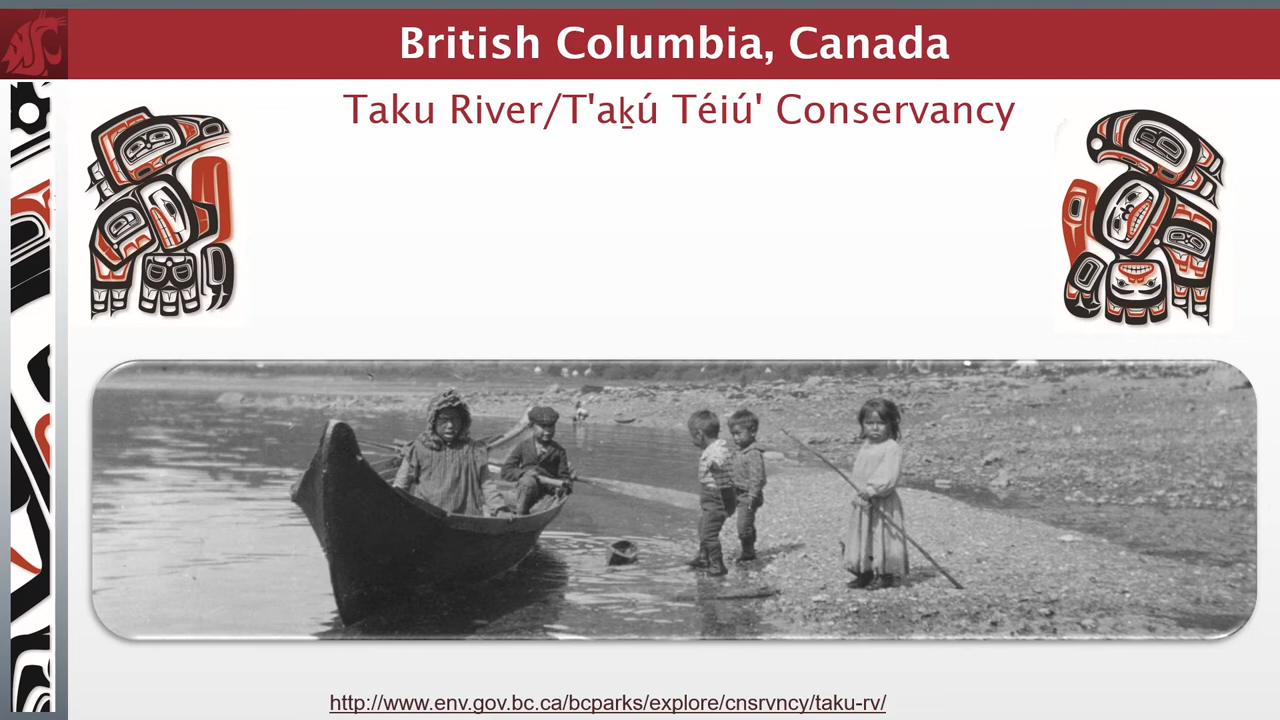 British Columbia, Canada
Taku River/T'aḵú Téiú' Conservancy
http://www.env.gov.bc.ca/bcparks/explore/cnsrvncy/taku-rv/